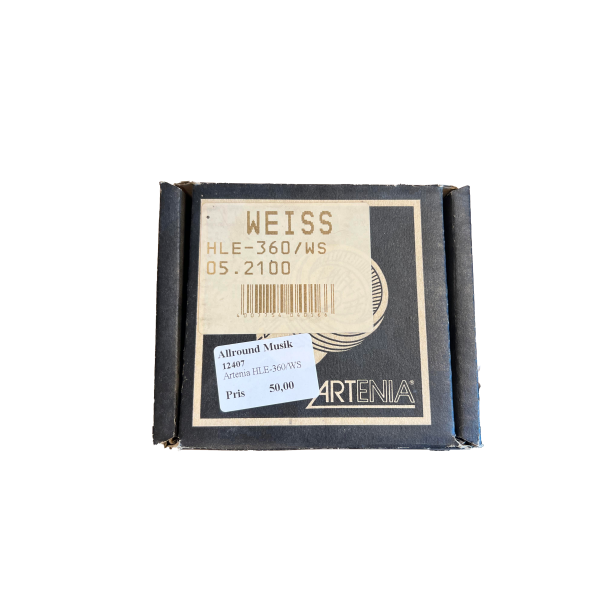 WEISS
HLE-360/WS
05.2100
Allround Musik
12407
Artenia HLE-360/WS
Pris 50,00
ARTENIA®